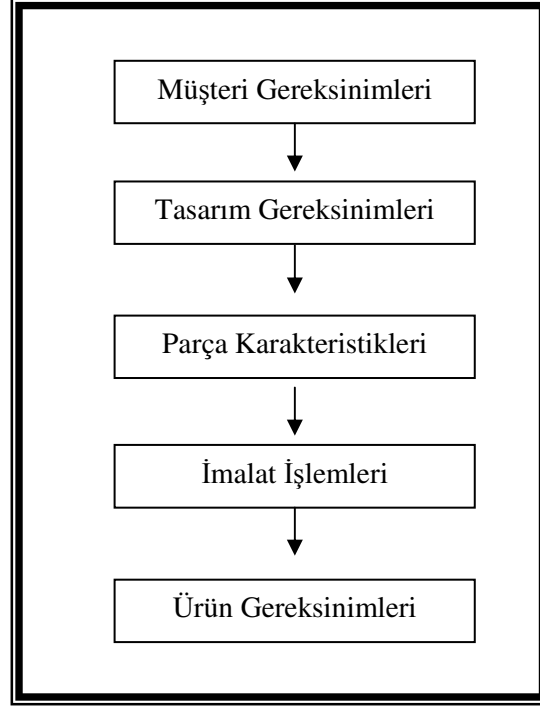 Müşteri Gereksinimleri
Tasarım Gereksinimleri
Parça Karakteristikleri
İmalat İşlemleri
Ürün Gereksinimleri